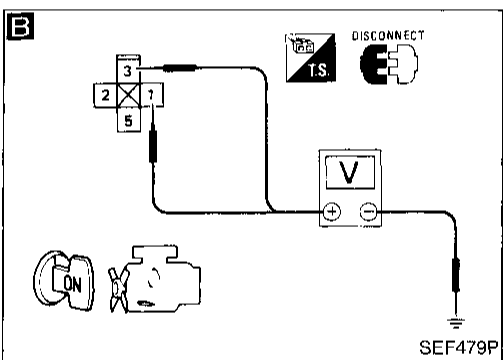 B
T.S.
DISCONNECT
3
2 1
5
V
+ −
ON
SEF479P